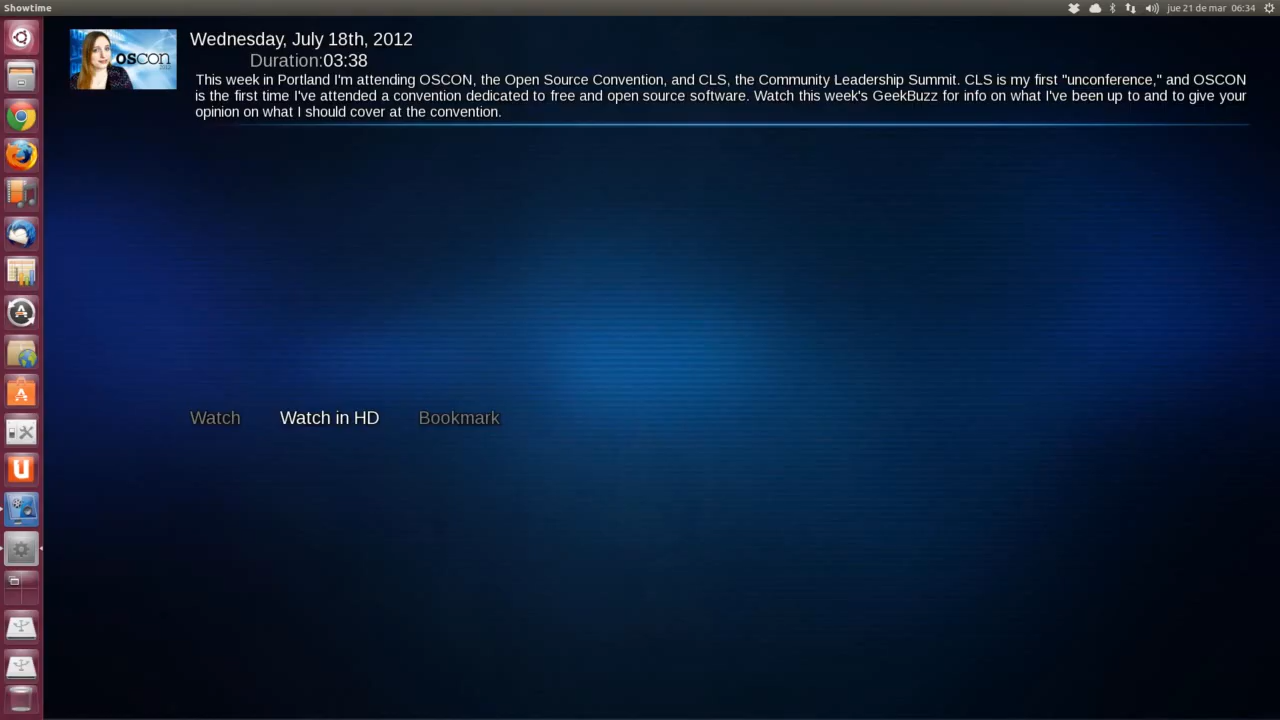 Showtime
jue 21 de mar 06:34
oscon
Wednesday, July 18th, 2012
Duration:03:38
This week in Portland I'm attending OSCON, the Open Source Convention, and CLS, the Community Leadership Summit. CLS is my first "unconference," and OSCON
is the first time I've attended a convention dedicated to free and open source software. Watch this week's GeekBuzz for info on what I've been up to and to give your
opinion on what I should cover at the convention.
Watch Watch in HD Bookmark